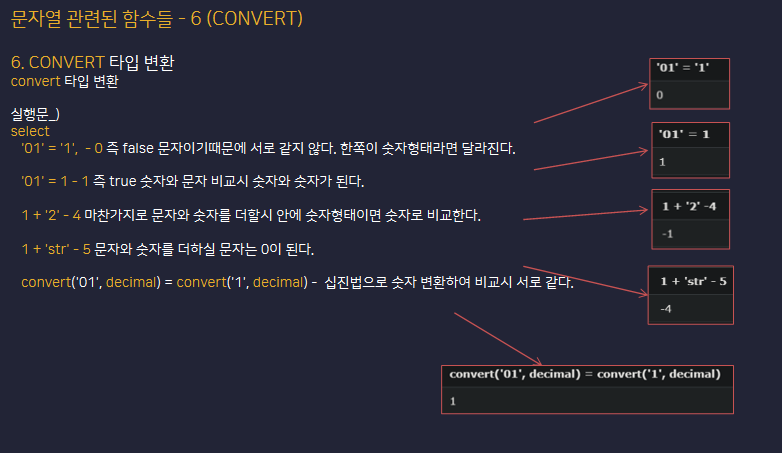 문자열 관련된 함수들 - 6 (CONVERT)
6. CONVERT 타입 변환
convert 타입 변환
실행문_)
select
'01' = '1', - 0 즉 false 문자이기때문에 서로 같지 않다. 한쪽이 숫자형태라면 달라진다.
'01' = 1 - 1 즉 true 숫자와 문자 비교시 숫자와 숫자가 된다.
1 + '2' - 4 마찬가지로 문자와 숫자를 더할시 안에 숫자형태이면 숫자로 비교한다.
1 + 'str' - 5 문자와 숫자를 더하실 문자는 0이 된다.
convert('01', decimal) = convert('1', decimal) - 십진법으로 숫자 변환하여 비교시 서로 같다.
'01' = '1'
0
'01' = 1
1
1 + '2' -4
-1
1 + 'str' - 5
-4
convert('01', decimal) = convert('1', decimal)
1